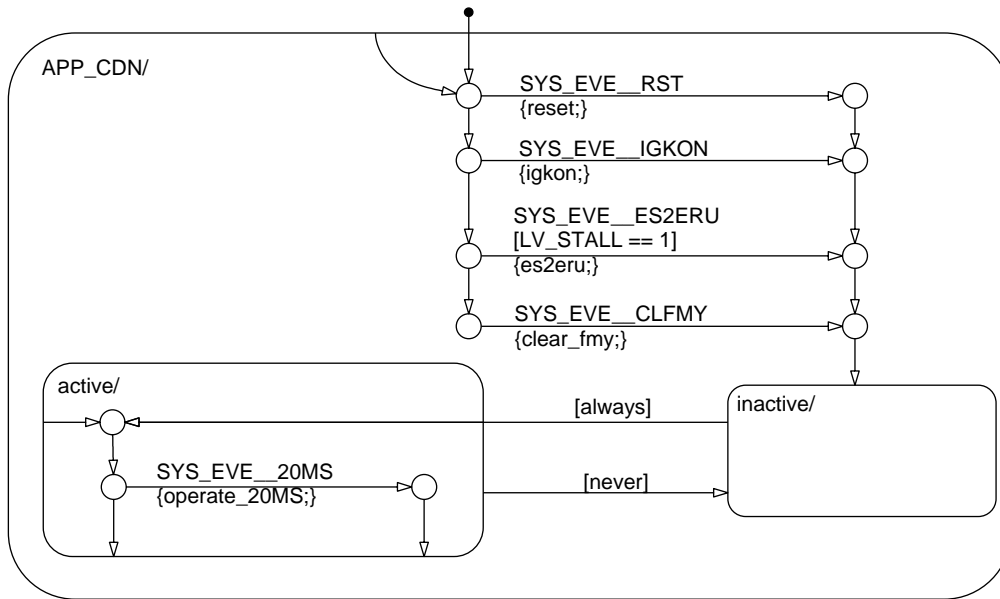 APP_CDN/
SYS_EVE__RST
{reset;}
SYS_EVE__IGKON
{igkon;}
SYS_EVE__ES2ERU
[LV_STALL == 1]
{es2eru;}
SYS_EVE__CLFMY
{clear_fmy;}
active/
[always]
inactive/
SYS_EVE__20MS
{operate_20MS;}
[never]